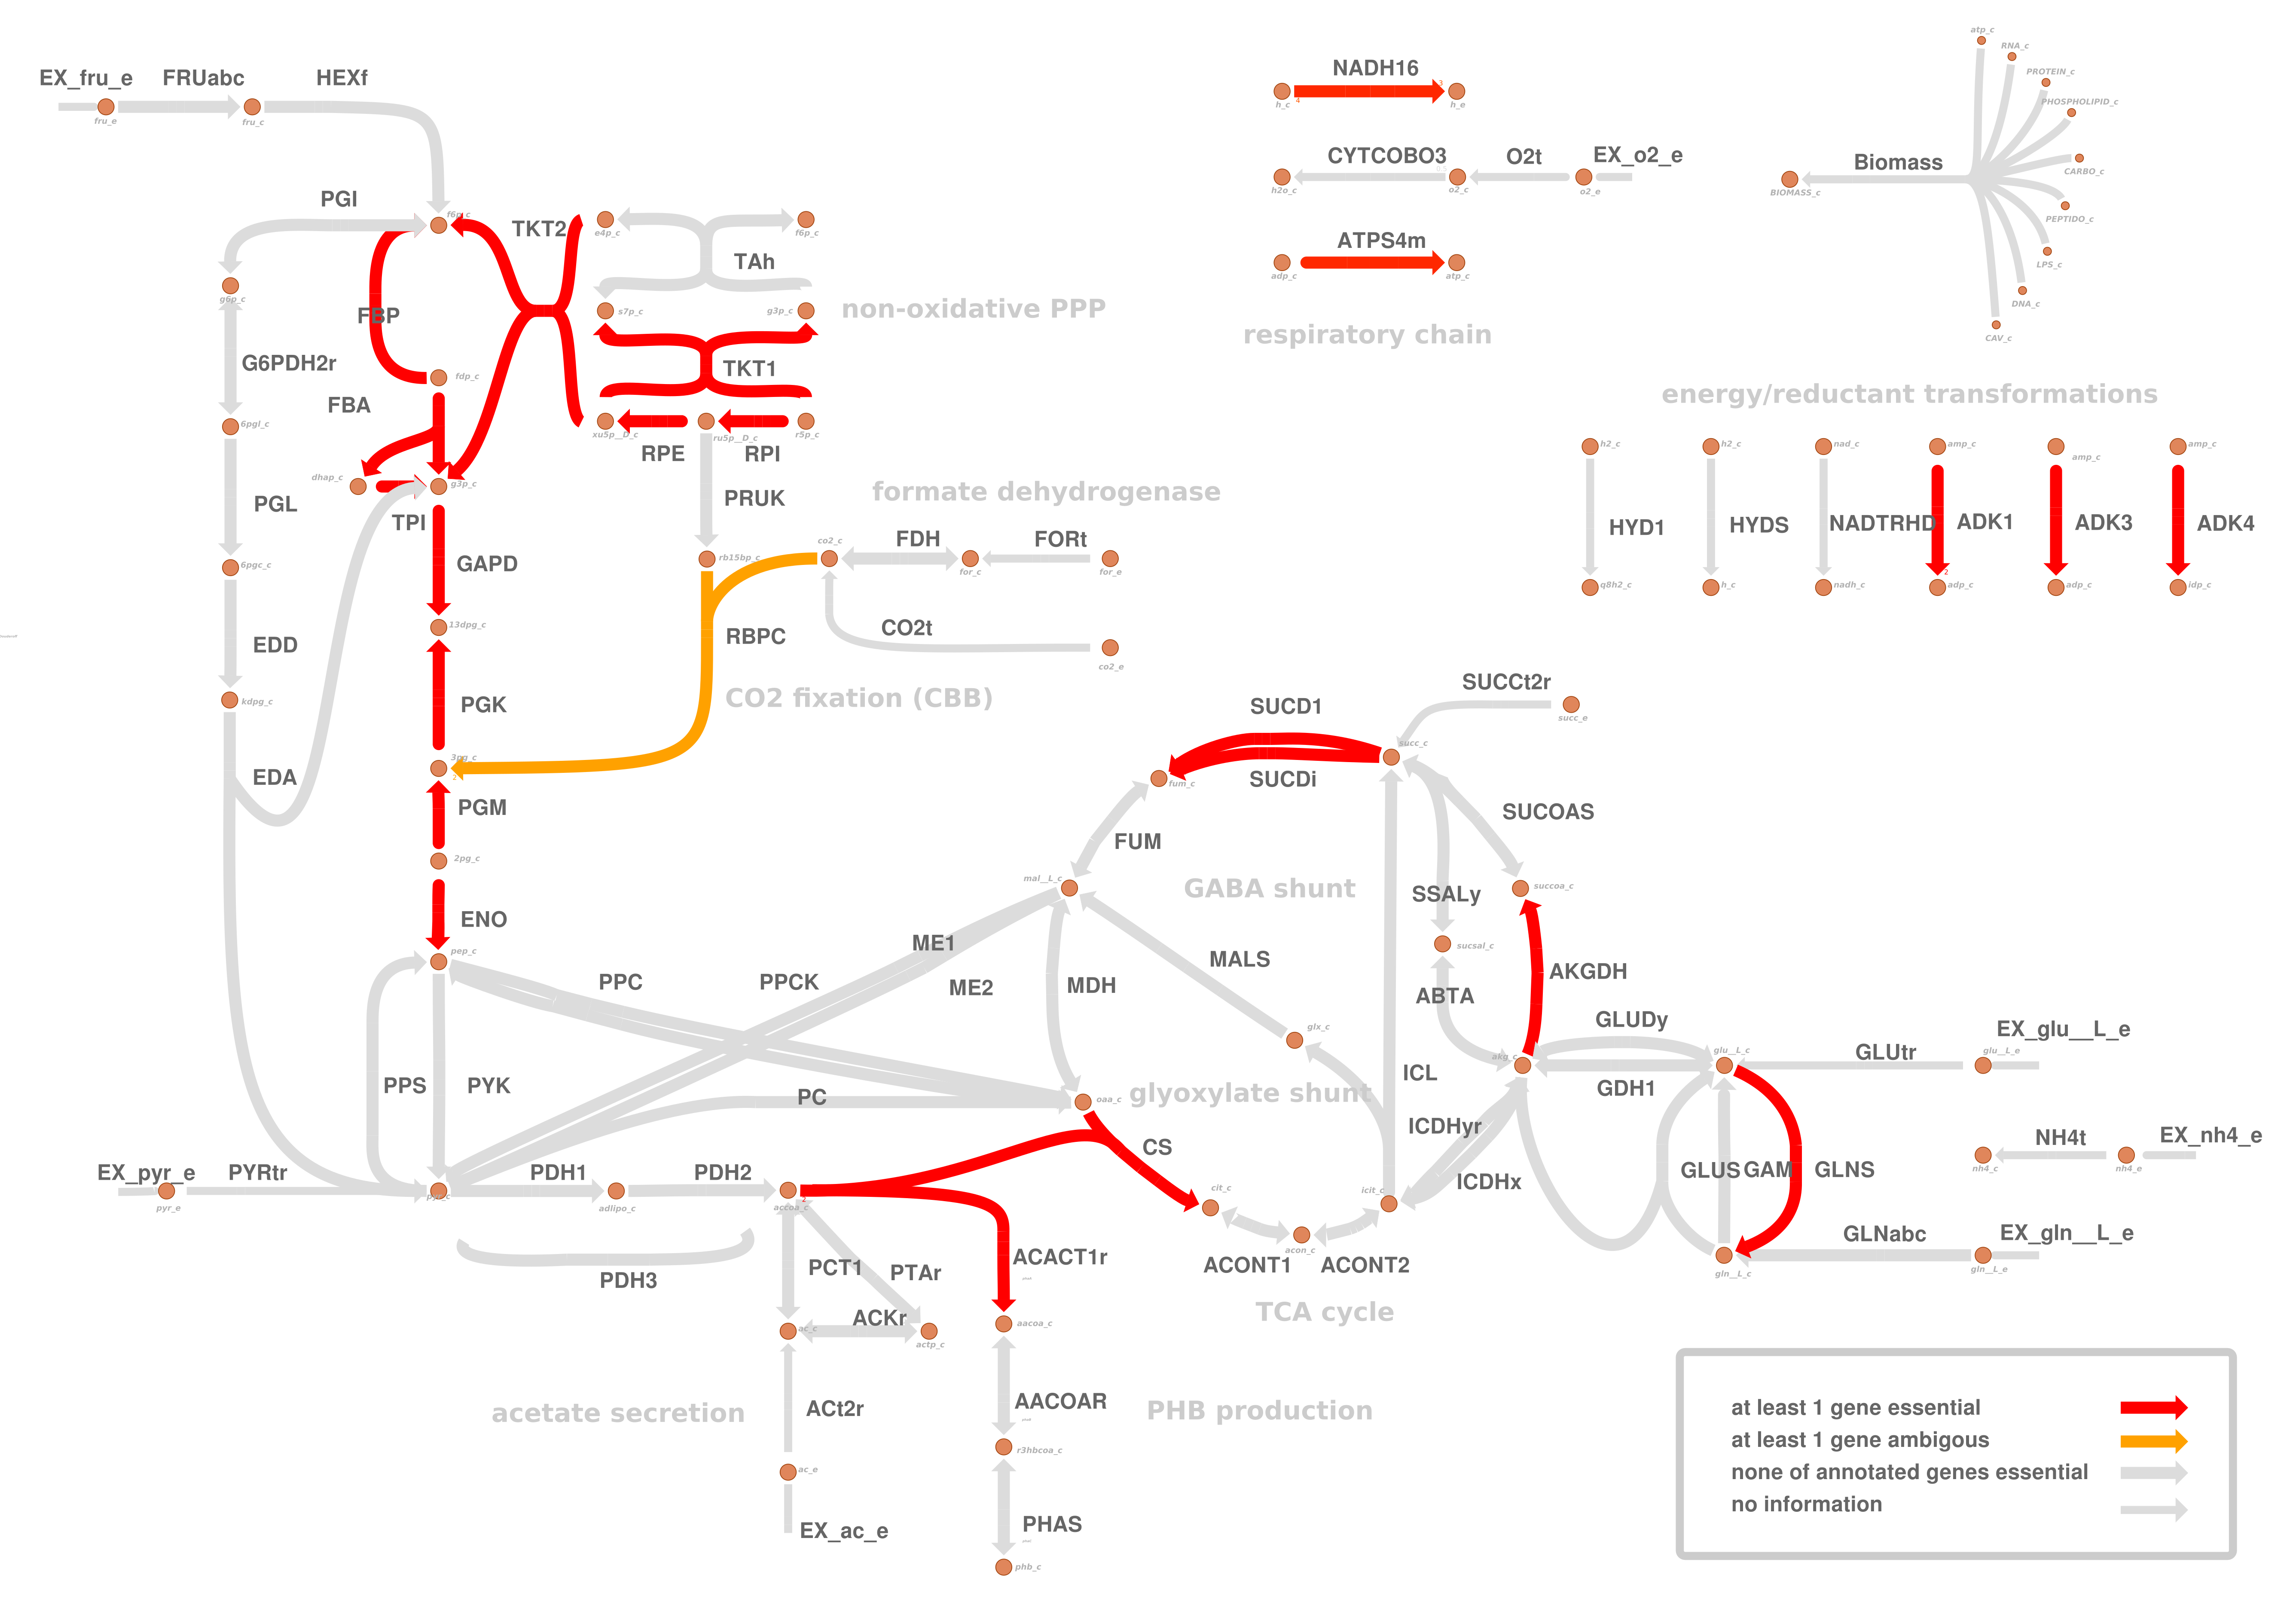 EX_fru_e
FRUabc
HEXf
fru_e
fru_c
PGI
f6p_c
g6p_c
FBP
G6PDH2r
fdp_c
FBA
6pgl_c
dhap_c
g3p_c
TPI
PGL
GAPD
6pgc_c
13dpg_c
EDD
PGK
kdpg_c
3pg_c
2
EDA
PGM
2pg_c
ENO
pep_c
TKT2
e4p_c
f6p_c
TAh
s7p_c
g3p_c
non-oxidative PPP
TKT1
xu5p__D_c
ru5p__D_c
r5p_c
RPE
RPI
PRUK
formate dehydrogenase
rb15bp_c
co2_c
FDH
FORt
for_c
for_e
RBPC
CO2t
co2_e
CO2 fixation (CBB)
NADH16
h_c
4
3
h_e
CYTCOBO3
O2t
EX_o2_e
h2o_c
o2_c
o2_e
ATPS4m
adp_c
atp_c
respiratory chain
Biomass
BIOMASS_c
atp_c
RNA_c
PROTEIN_c
PHOSPHOLIPID_c
CARBO_c
PEPTIDO_c
LPS_c
DNA_c
CAV_c
energy/reductant transformations
h2_c
h2_c
nad_c
amp_c
amp_c
amp_c
HYD1
HYDS
NADTRHD
ADK1
ADK3
ADK4
q8h2_c
h_c
nadh_c
2
adp_c
adp_c
idp_c
SUCD1
SUCCt2r
succ_e
succ_c
SUCDi
fum_c
FUM
SUCOAS
GABA shunt
mal__L_c
SSALy
succoa_c
ME1
ME2
MALS
sucsal_c
PPC
PPCK
MDH
ABTA
AKGDH
glx_c
akg_c
GLUDy
glu__L_c
GDH1
GLUtr
EX_glu__L_e
glu__L_e
PPS
PYK
PC
oaa_c
glyoxylate shunt
ICL
ICDHyr
ICDHx
CS
GLUS
GAM
GLNS
NH4t
EX_nh4_e
nh4_c
nh4_e
EX_pyr_e
PYRtr
pyr_e
pyr_c
PDH1
PDH2
adlipo_c
accoa_c
2
PDH3
cit_c
icit_c
acon_c
ACONT1
ACONT2
TCA cycle
GLNabc
EX_gln__L_e
gln__L_c
gln__L_e
PCT1
PTAr
ACKr
ac_c
actp_c
ACACT1r
aacoa_c
acetate secretion
ACt2r
ac_e
EX_ac_e
AACOAR
PHB production
r3hbcoa_c
PHAS
phb_c
at least 1 gene essential
at least 1 gene ambigous
none of annotated genes essential
no information